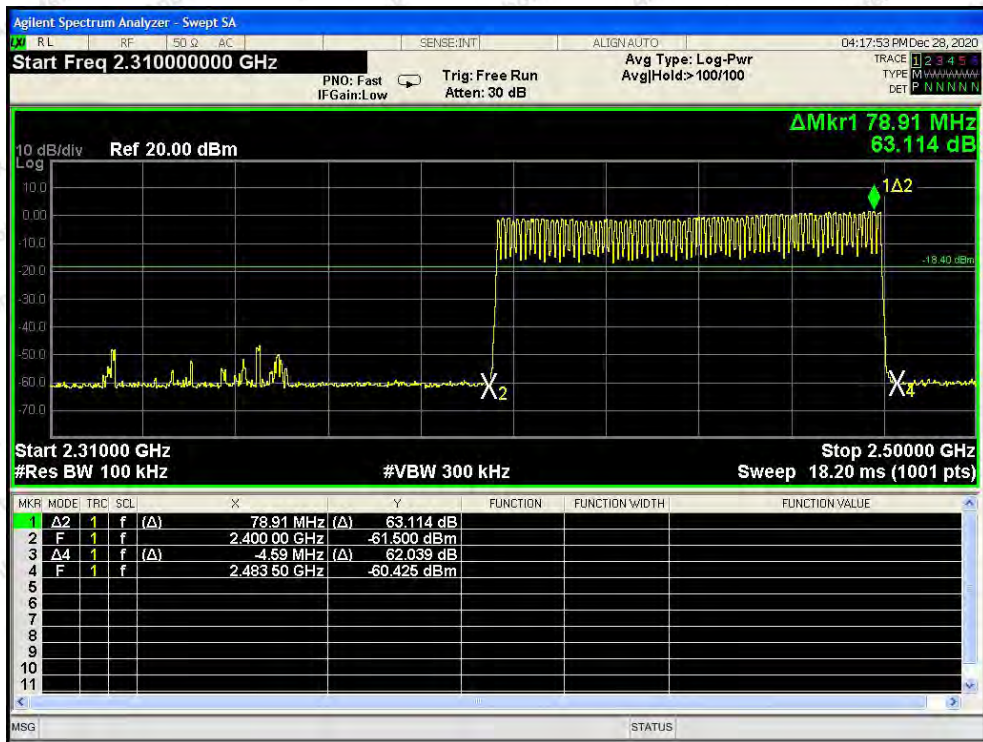 Agilent Spectrum Analyzer - Swept SA
LXI RL RF 50 Ω AC SENSE:INT ALIGN AUTO 04:17:53 PM Dec 28, 2020
Start Freq 2.310000000 GHz
PNO: Fast
IFGain:Low
Trig: Free Run
Atten: 30 dB
Avg Type: Log-Pwr
Avg|Hold:> 100/100
TRACE 1 2 3 4 5 6
TYPE M
DET P N N N N N
ΔMkr1 78.91 MHz
63.114 dB
10 dB/div Ref 20.00 dBm
Log
10.0
0.00
-10.0
-20.0
-30.0
-40.0
-50.0
-60.0
-70.0
1Δ2
-18.40 dBm
2
4
Start 2.31000 GHz Stop 2.50000 GHz
#Res BW 100 kHz #VBW 300 kHz Sweep 18.20 ms (1001 pts)
MKR MODE TRC SCL X Y FUNCTION FUNCTION WIDTH FUNCTION VALUE
1 Δ2 1 f (Δ) 78.91 MHz (Δ) 63.114 dB
2 F 1 f 2.400 00 GHz -61.500 dBm
3 Δ4 1 f (Δ) -4.59 MHz (Δ) 62.039 dB
4 F 1 f 2.483 50 GHz -60.425 dBm
5
6
7
8
9
10
11
MSG STATUS